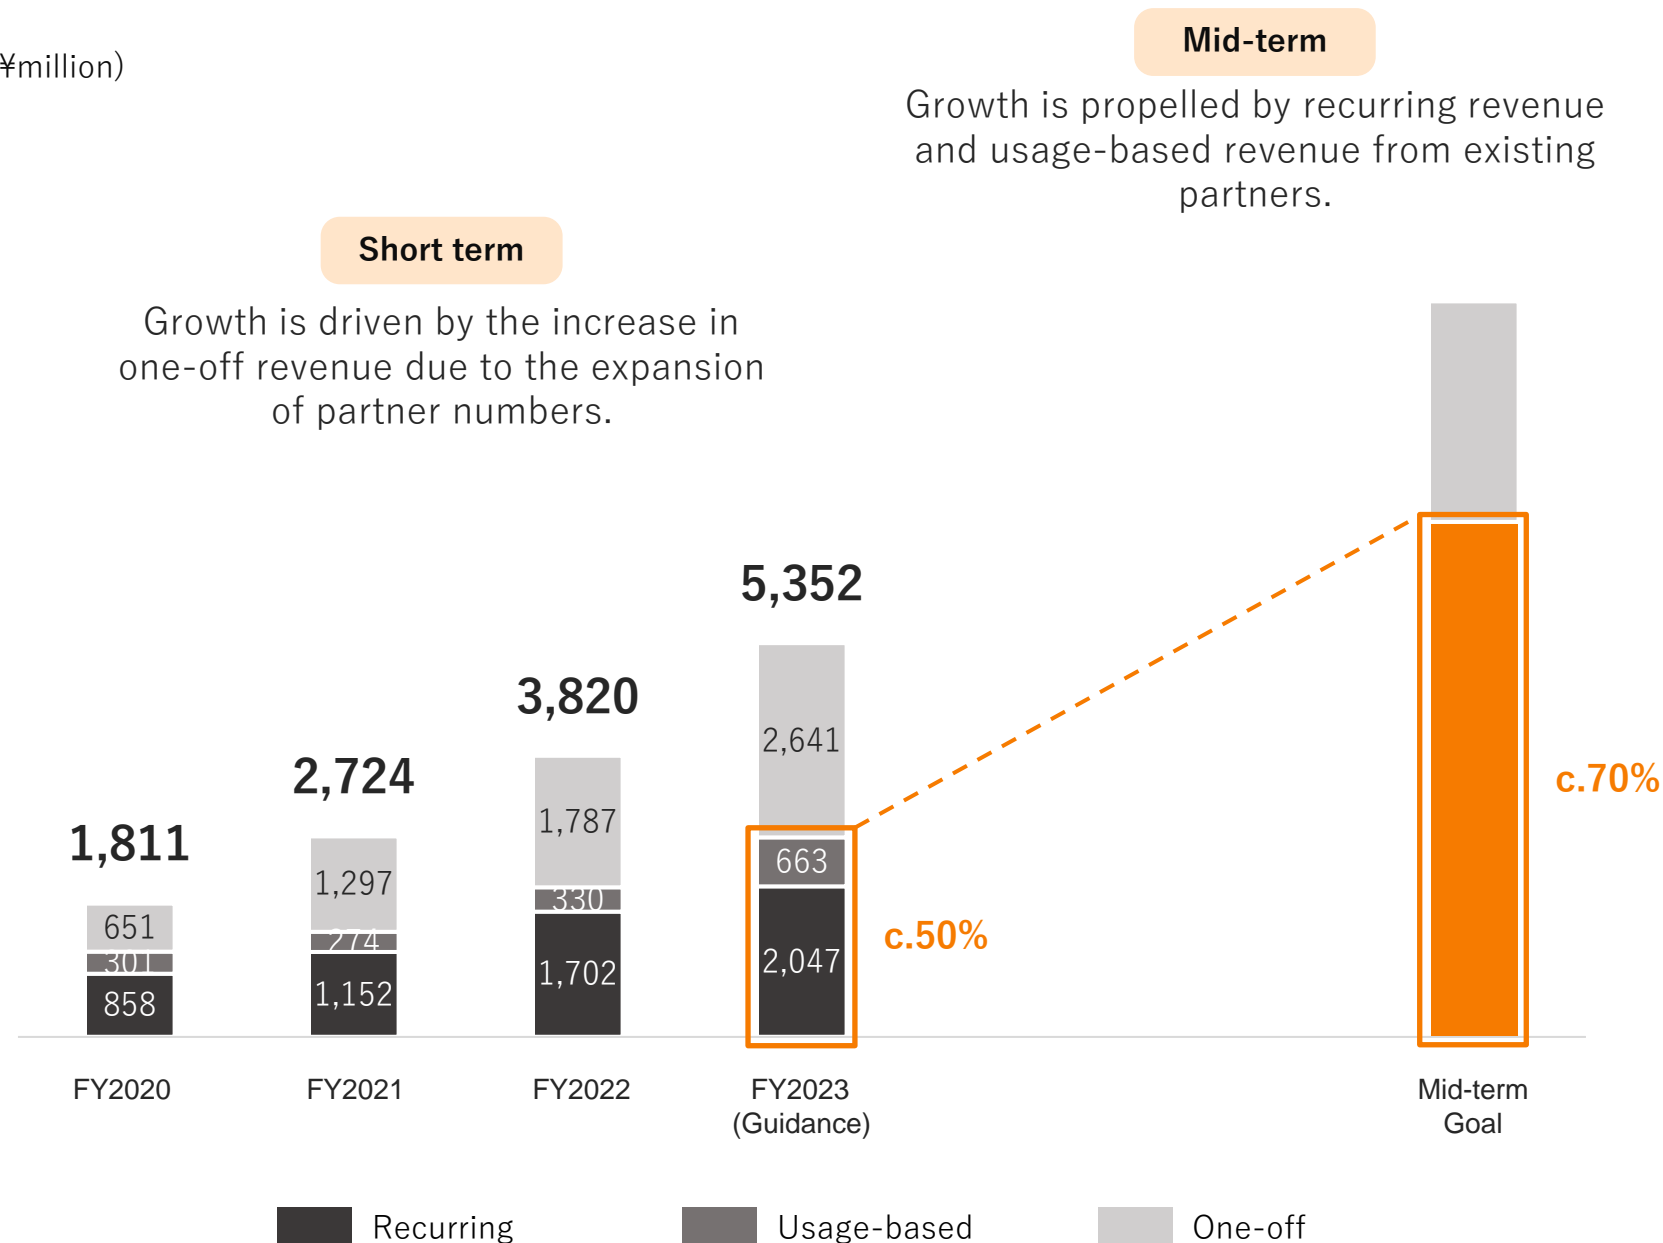 ¥million)
Mid-term
Growth is propelled by recurring revenue
and usage-based revenue from existing
partners.
Short term
Growth is driven by the increase in
one-off revenue due to the expansion
of partner numbers.
1,811
651
301
858
2,724
1,297
274
1,152
3,820
1,787
330
1,702
5,352
2,641
663
2,047
c.50%
c.70%
FY2020
FY2021
FY2022
FY2023
(Guidance)
Mid-term
Goal
Recurring
Usage-based
One-off